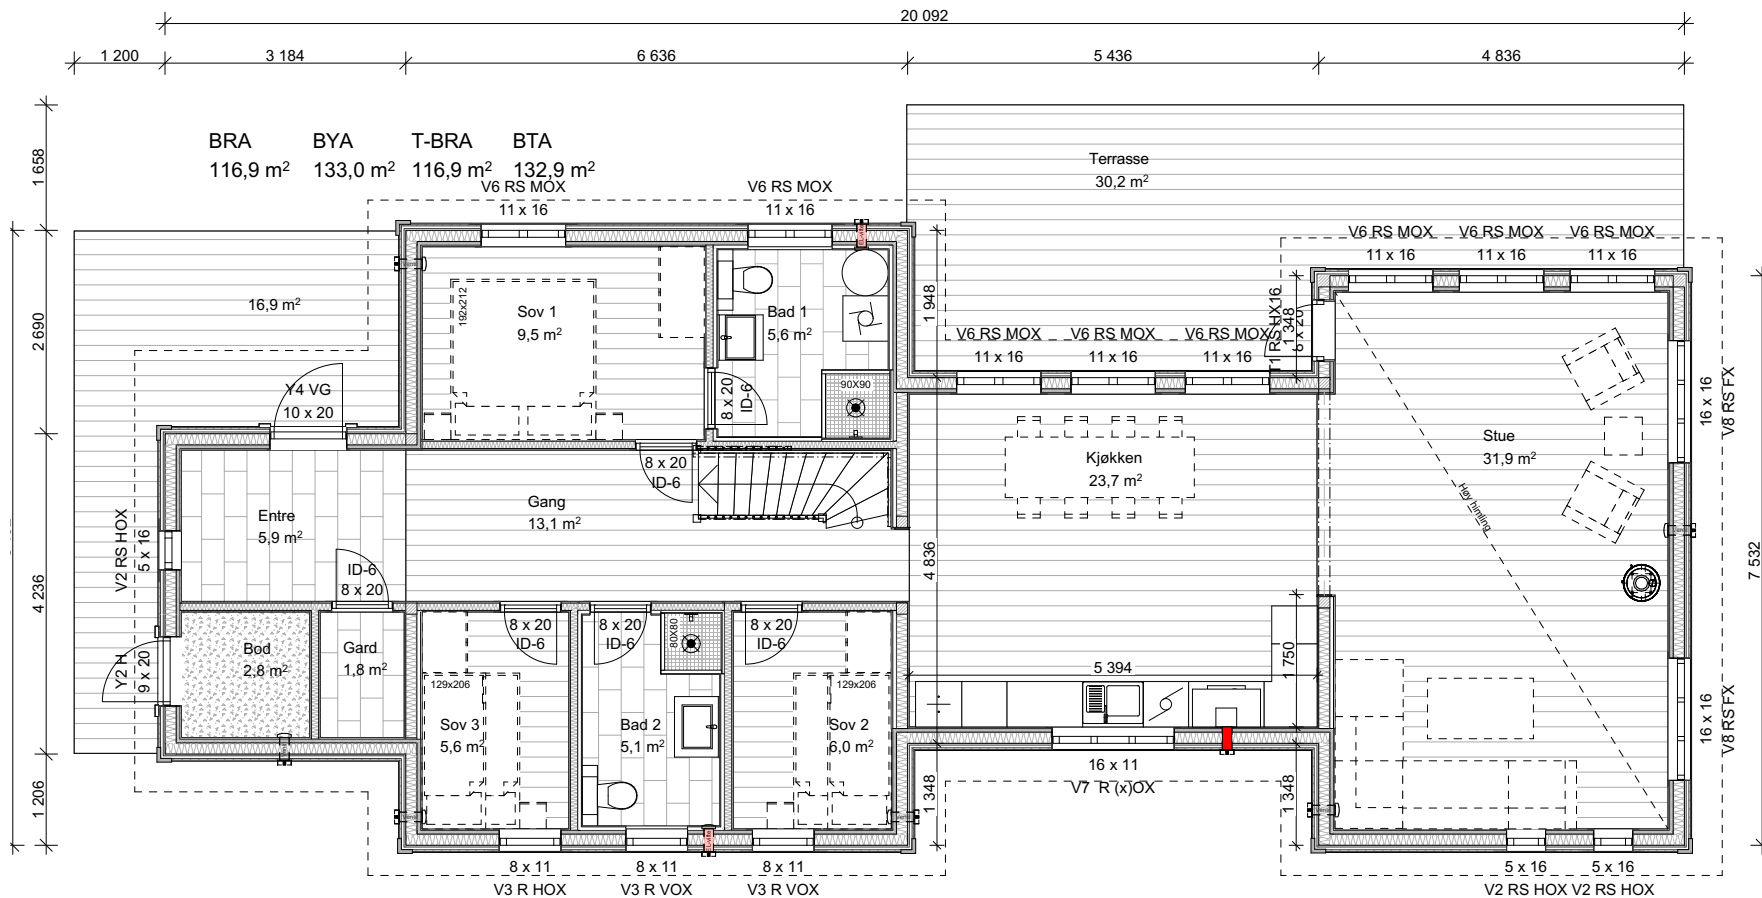 20 092
1 200
3 184
6 636
5 436
4 836
BRA BYA T-BRA BTA
116,9 m² 133,0 m² 116,9 m² 132,9 m²
1 658
2 690
4 236
1 206
V6 RS MOX
11 x 16
V6 RS MOX
11 x 16
Terrasse
30,2 m²
V6 RS MOX V6 RS MOX V6 RS MOX
11 x 16 11 x 16 11 x 16
16,9 m²
192x212
Sov 1
9,5 m²
Bad 1
5,6 m²
1 948
V6 RS MOX V6 RS MOX V6 RS MOX
11 x 16 11 x 16 11 x 16
1 348
8 x 20
90X90
8 x 20
ID-6
Y4 VG
10 x 20
16 x 16
V8 RS FX
Stue
31,9 m²
Kjøkken
23,7 m²
8 x 20
ID-6
Gang
13,1 m²
Entre
5,9 m²
V2 RS HOX
5 x 16
ID-6
8 x 20
Høy himling
4 836
7 532
8 x 20
ID-6
8 x 20
ID-6
80X80
8 x 20
ID-6
Bod
2,8 m²
Gard
1,8 m²
Y2 H
9 x 20
5 394
1 750
129x206
129x206
Sov 3
5,6 m²
Bad 2
5,1 m²
Sov 2
6,0 m²
16 x 16
V8 RS FX
16 x 11
V7 R (x)OX
1 348
1 348
8 x 11 8 x 11 8 x 11
V3 R HOX V3 R VOX V3 R VOX
5 x 16 5 x 16
V2 RS HOX V2 RS HOX